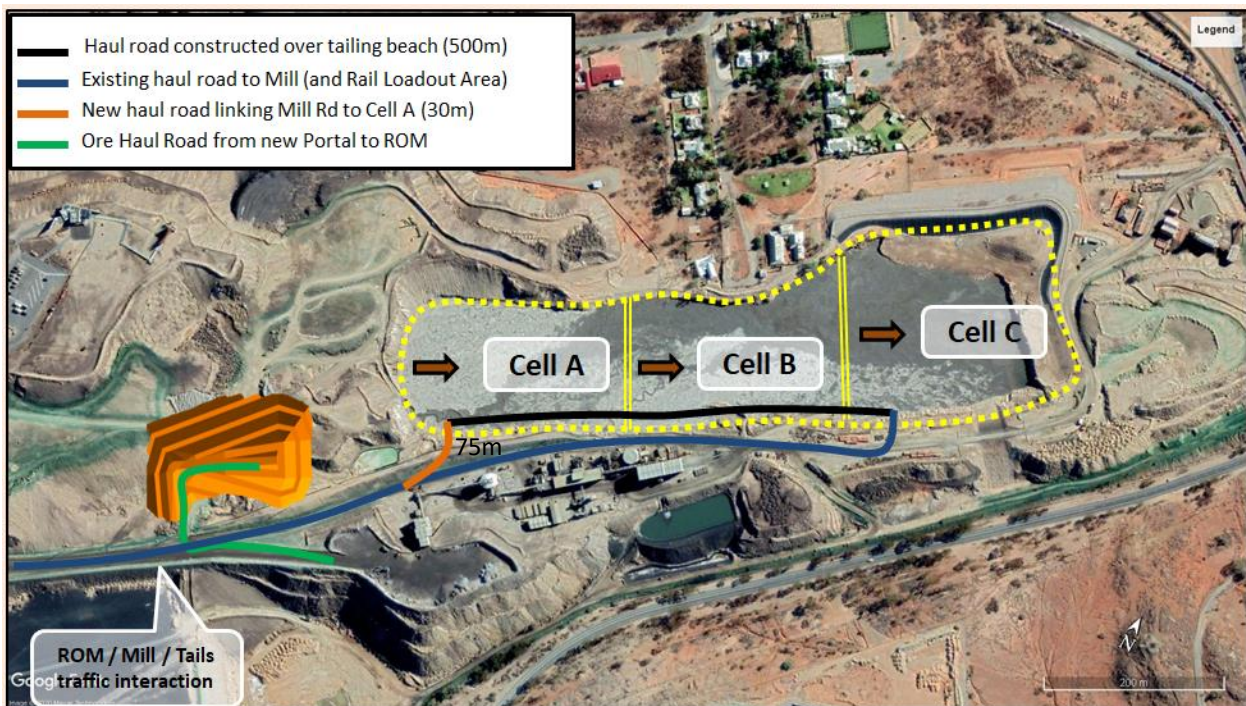 Haul road constructed over tailing beach (500m)
Existing haul road to Mill (and Rail Loadout Area)
New haul road linking Mill Rd to Cell A (30m)
Ore Haul Road from new Portal to ROM
Legend
Cell A
Cell B
Cell C
75m
ROM / Mill / Tails
traffic interaction
N
200 m